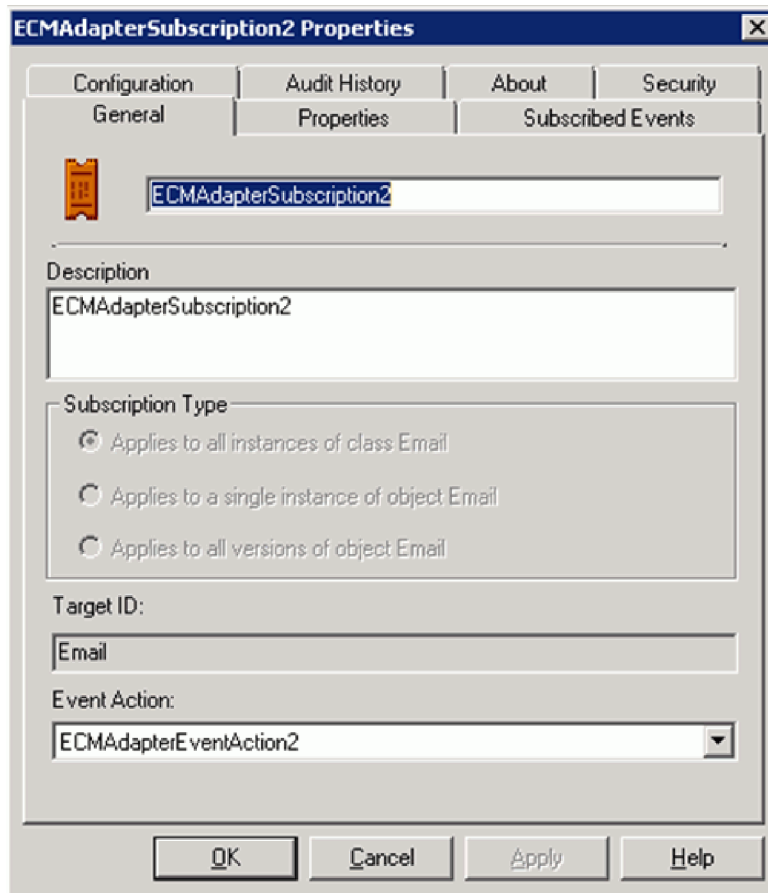 ECMAdapterSubscription2 Properties
Configuration Audit History About Security
General Properties Subscribed Events
ECMAdapterSubscription2
Description
ECMAdapterSubscription2
Subscription Type
Applies to all instances of class Email
Applies to a single instance of object Email
Applies to all versions of object Email
Target ID:
Email
Event Action:
ECMAdapterEventAction2
OK Cancel Apply Help